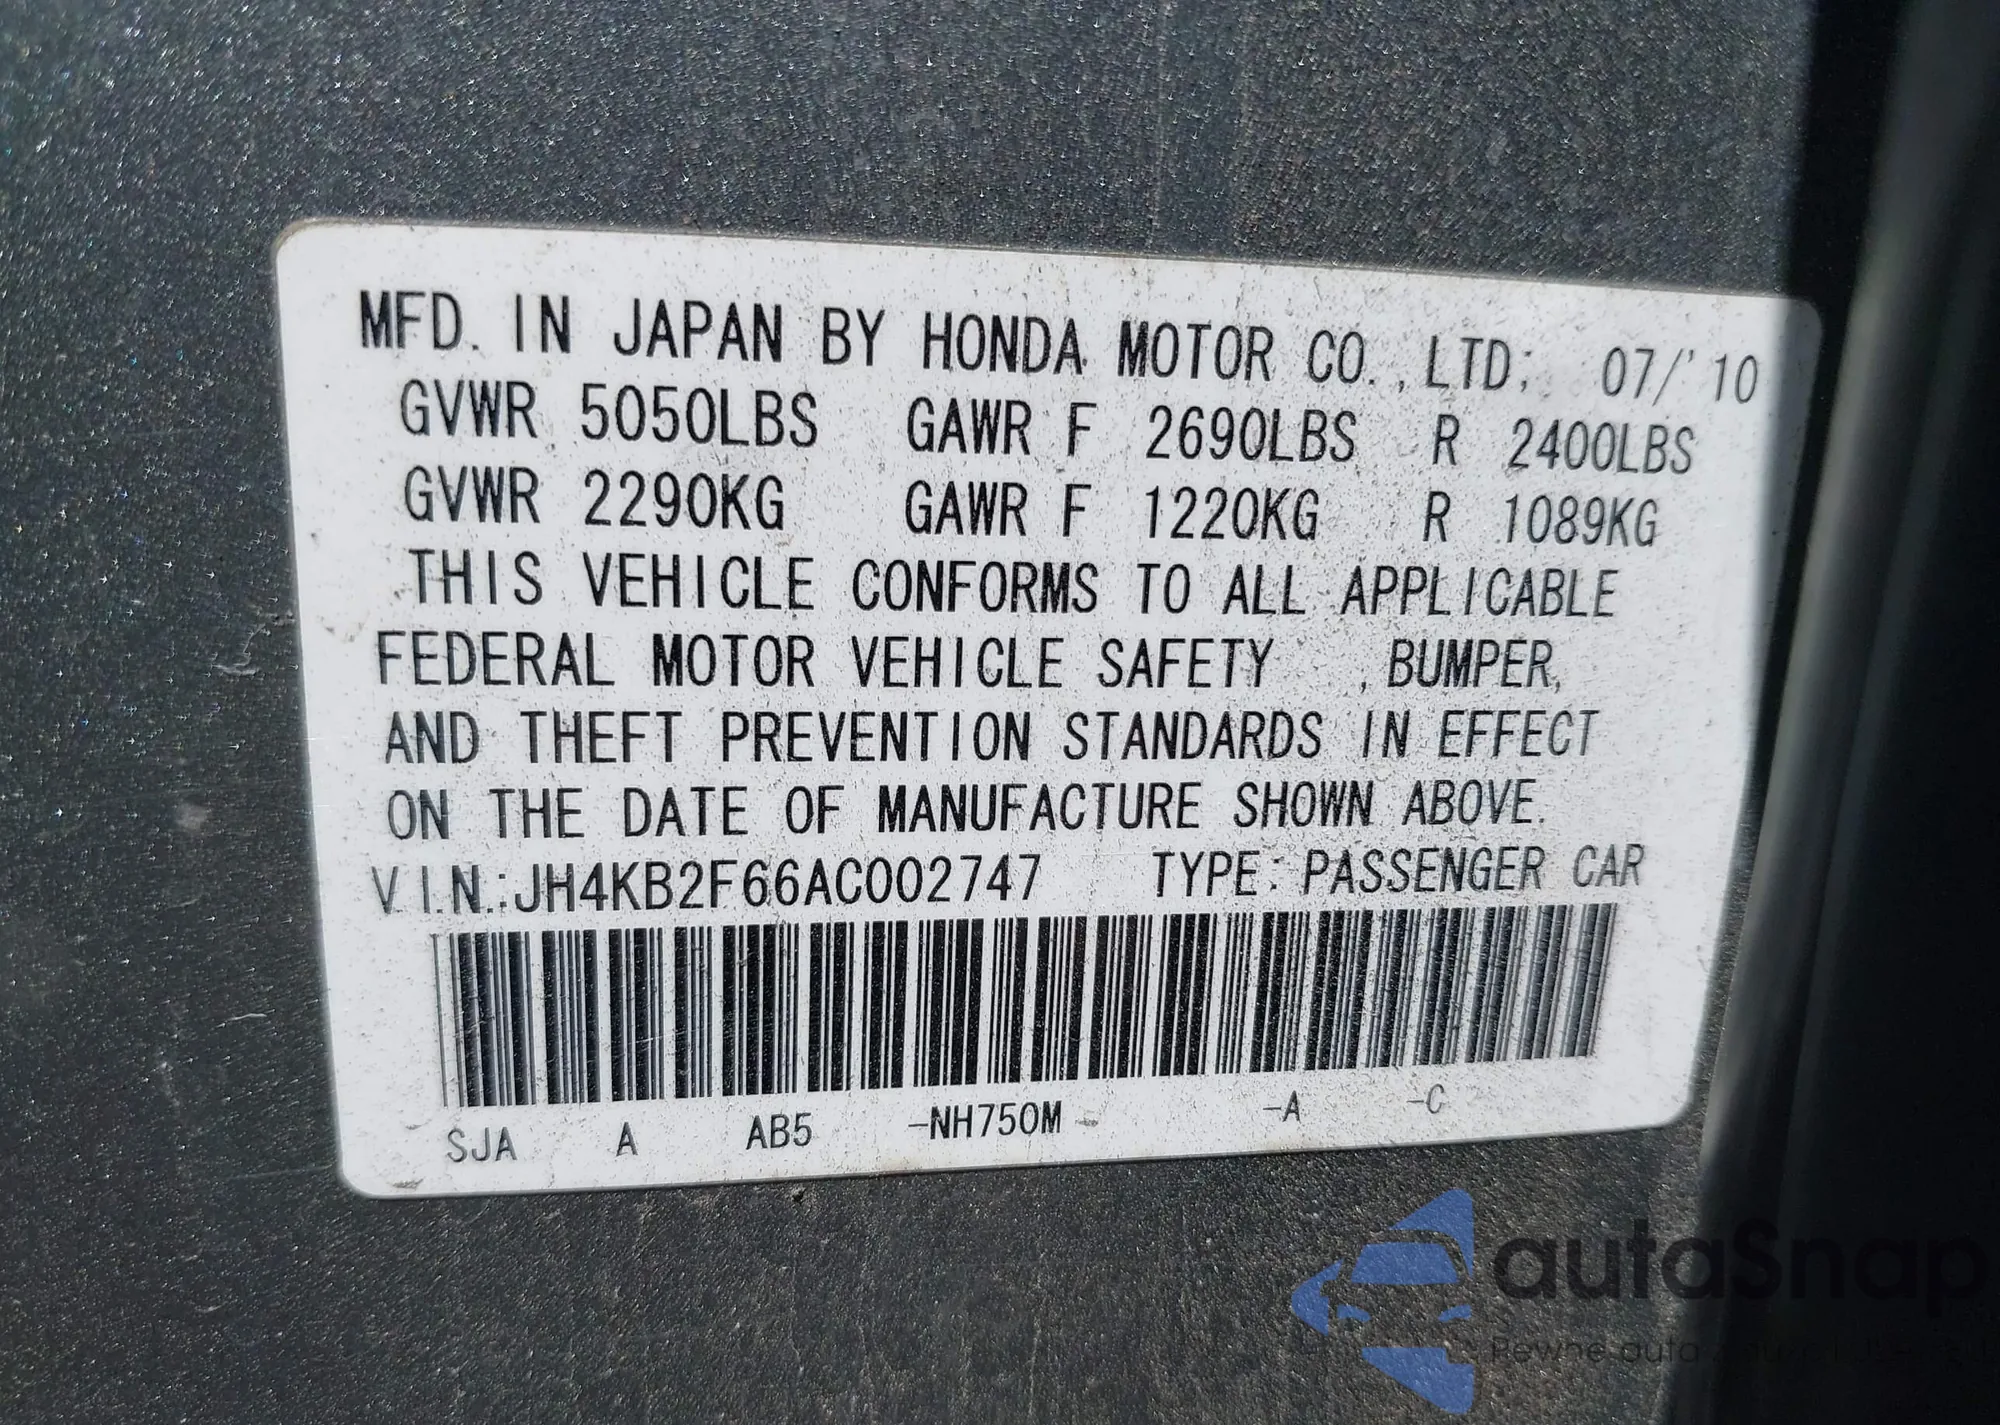 MFD. IN JAPAN BY HONDA MOTOR CO.,LTD; 07/'10
GVWR 5050LBS GAWR F 2690LBS R 2400LBS
GVWR 2290KG GAWR F 1220KG R 1089KG
THIS VEHICLE CONFORMS TO ALL APPLICABLE
FEDERAL MOTOR VEHICLE SAFETY , BUMPER,
AND THEFT PREVENTION STANDARDS IN EFFECT
ON THE DATE OF MANUFACTURE SHOWN ABOVE.
V.I.N.:JH4KB2F66AC002747 TYPE: PASSENGER CAR
SJA A AB5 -NH750M- -A -C
autoSnap
Pewne auta